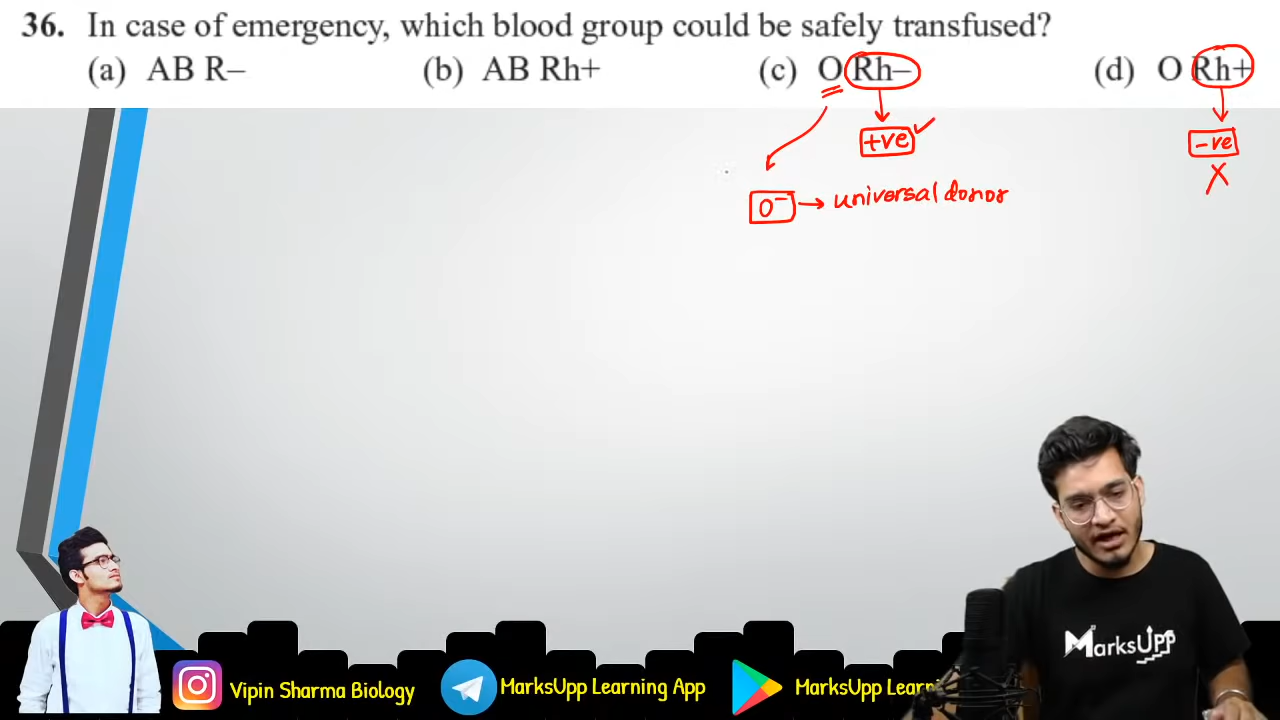 36. In case of emergency, which blood group could be safely transfused?
(a) AB R– (b) AB Rh+ (c) O Rh– (d) O Rh+
+ve -ve
X
O⁻ → universal donor
MarksUpp
Vipin Sharma Biology MarksUpp Learning App MarksUpp Learni